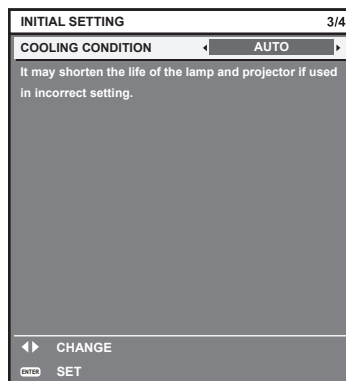 INITIAL SETTING 3/4
COOLING CONDITION AUTO
It may shorten the life of the lamp and projector if used
in incorrect setting.
CHANGE
ENTER SET